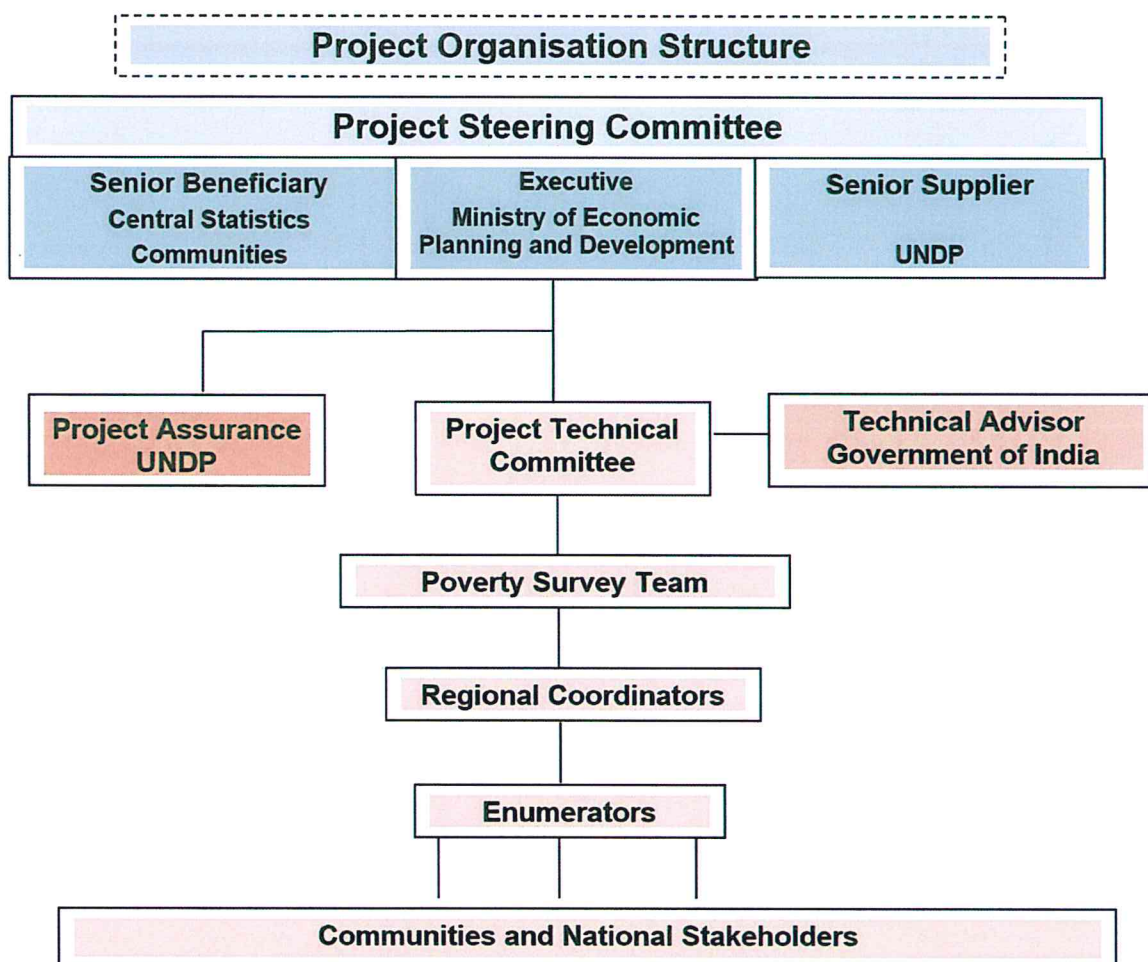 Project Organisation Structure
Project Steering Committee
Senior Beneficiary
Central Statistics
Communities
Executive
Ministry of Economic
Planning and Development
Senior Supplier
UNDP
Project Assurance
UNDP
Project Technical
Committee
Technical Advisor
Government of India
Poverty Survey Team
Regional Coordinators
Enumerators
Communities and National Stakeholders